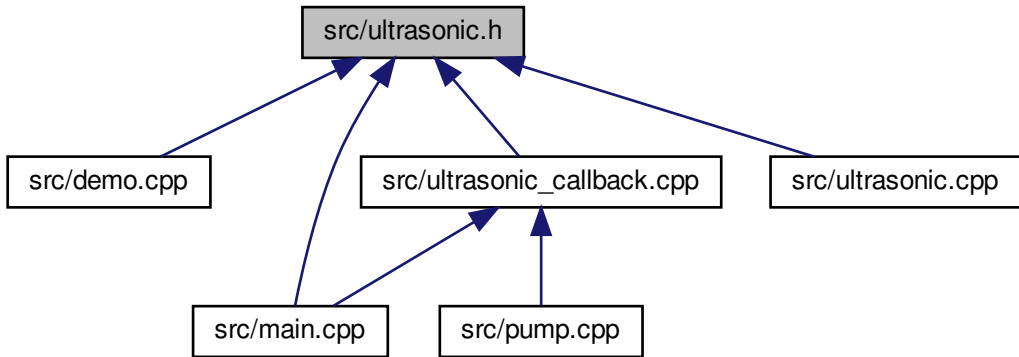 src/ultrasonic.h
src/demo.cpp
src/ultrasonic_callback.cpp
src/ultrasonic.cpp
src/main.cpp
src/pump.cpp